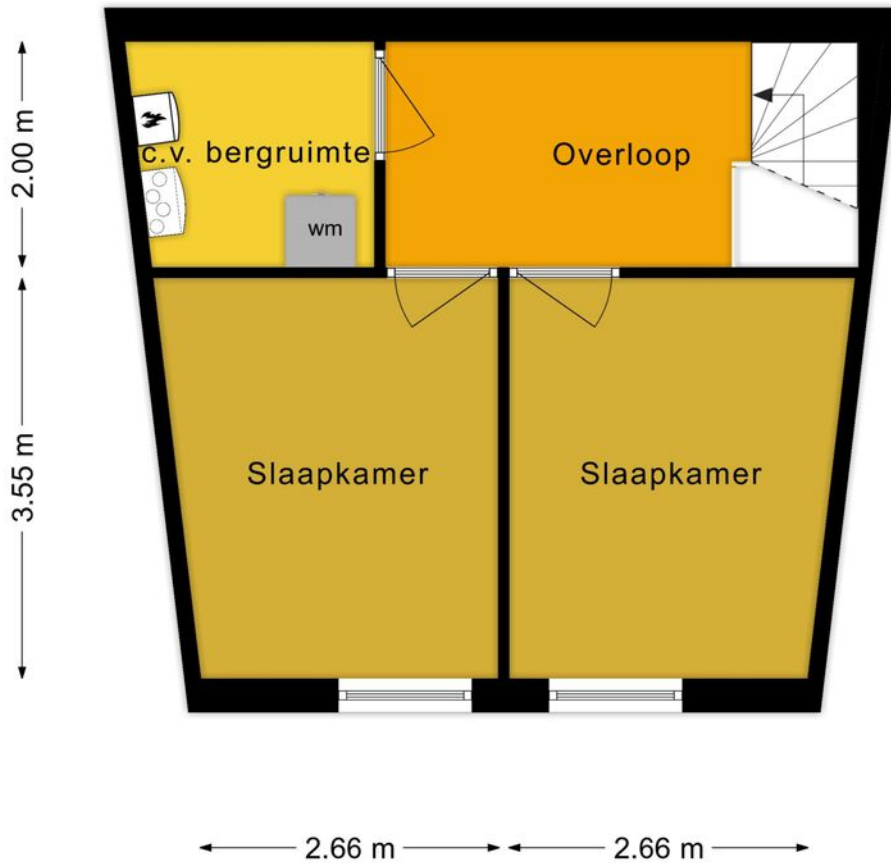 2.00 m
c.v. bergruimte
Overloop
wm
3.55 m
Slaapkamer
Slaapkamer
2.66 m
2.66 m